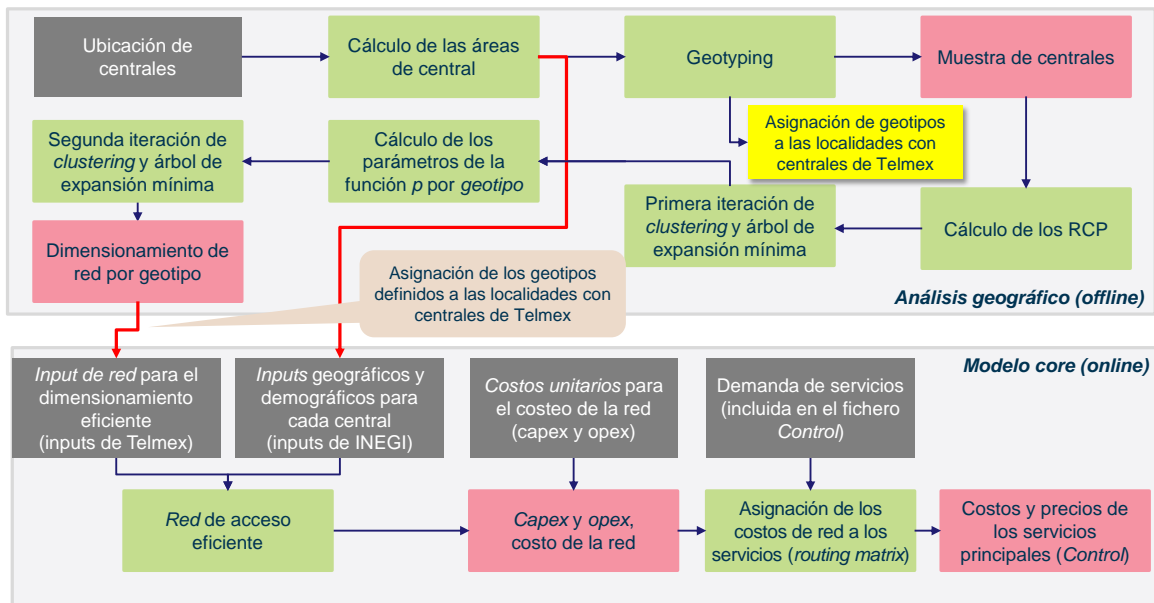 Ubicación de
centrales
Cálculo de las áreas
de central
Geotyping
Muestra de centrales
Segunda iteración de
clustering y árbol de
expansión mínima
Cálculo de los
parámetros de la
función p por geotipo
Asignación de geotipos
a las localidades con
centrales de Telmex
Primera iteración de
clustering y árbol de
expansión mínima
Cálculo de los RCP
Dimensionamiento de
red por geotipo
Asignación de los geotipos
definidos a las localidades con
centrales de Telmex
Análisis geográfico (offline)
Modelo core (online)
Input de red para el
dimensionamiento
eficiente
(inputs de Telmex)
Inputs geográficos y
demográficos para
cada central
(inputs de INEGI)
Costos unitarios para
el costeo de la red
(capex y opex)
Demanda de servicios
(incluida en el fichero
Control)
Red de acceso
eficiente
Capex y opex,
costo de la red
Asignación de los
costos de red a los
servicios (routing matrix)
Costos y precios de
los servicios
principales (Control)